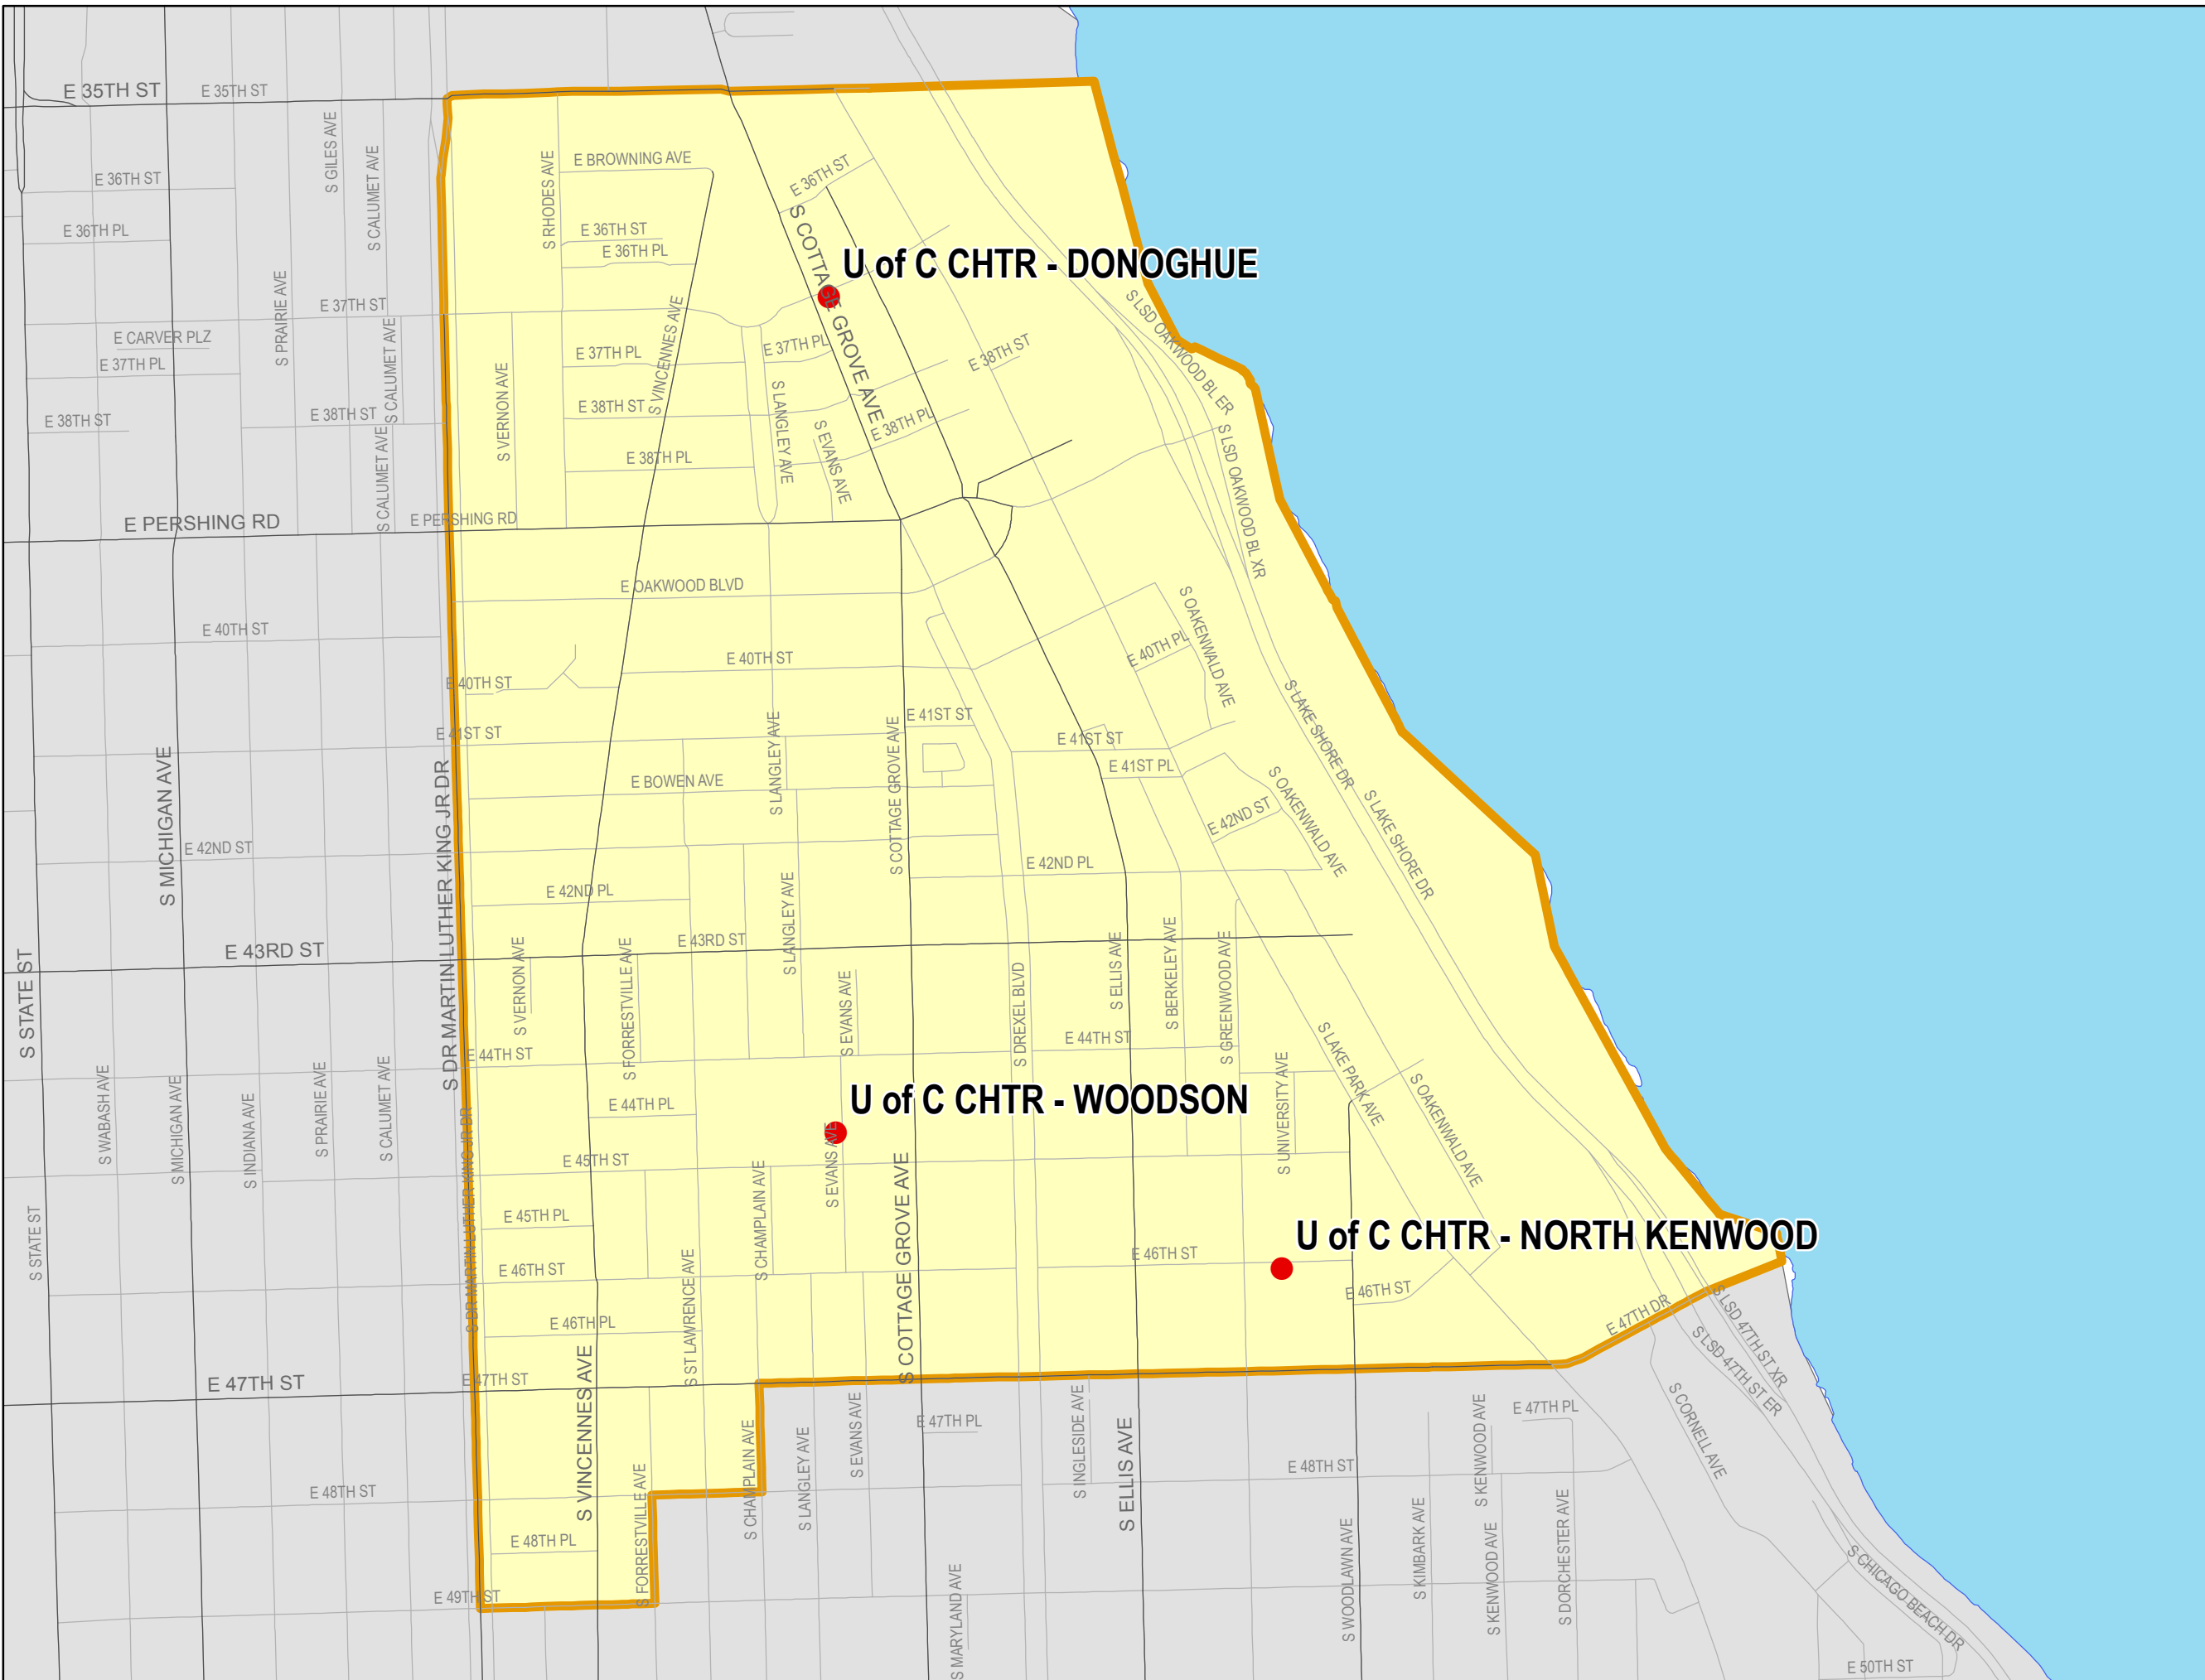 E 35TH ST
E 35TH ST
S GILES AVE
S CALUMET AVE
E BROWNING AVE
S RHODES AVE
E 36TH ST
E 36TH ST
E 36TH PL
E 36TH ST
E 36TH PL
S COTTAGE GROVE AVE
U of C CHTR - DONOGHUE
S PRAIRIE AVE
E 37TH ST
S VINCENNES AVE
S LSD OAKWOOD BL ER
E CARVER PLZ
E 37TH PL
S CALUMET AVE
E 37TH PL
E 37TH PL
E 38TH ST
S VERNON AVE
E 38TH ST
E 38TH ST
E 38TH ST
S LANGLEY AVE
S EVANS AVE
E 38TH PL
S LSD OAKWOOD BL XR
S CALUMET AVE
E 38TH PL
E PERSHING RD
E PERSHING RD
E OAKWOOD BLVD
S OAKENWALD AVE
E 40TH ST
E 40TH ST
E 40TH PL
E 40TH ST
S LAKE SHORE DR
E 41ST ST
E 41ST ST
E 41ST ST
S LANGLEY AVE
S COTTAGE GROVE AVE
E 41ST PL
S MICHIGAN AVE
S DR MARTIN LUTHER KING JR DR
E BOWEN AVE
S OAKENWALD AVE
S LAKE SHORE DR
E 42ND ST
E 42ND ST
E 42ND PL
E 42ND PL
S LANGLEY AVE
E 43RD ST
E 43RD ST
S STATE ST
S VERNON AVE
S FORRESTVILLE AVE
S EVANS AVE
S DREXEL BLVD
S ELLIS AVE
S BERKELEY AVE
S GREENWOOD AVE
E 44TH ST
E 44TH ST
S UNIVERSITY AVE
S LAKE PARK AVE
S OAKENWALD AVE
S WABASH AVE
S MICHIGAN AVE
S INDIANA AVE
S PRAIRIE AVE
S CALUMET AVE
U of C CHTR - WOODSON
E 44TH PL
S EVANS AVE
E 45TH ST
S DR MARTIN LUTHER KING JR DR
S CHAMPLAIN AVE
S COTTAGE GROVE AVE
S STATE ST
E 45TH PL
U of C CHTR - NORTH KENWOOD
E 46TH ST
E 46TH ST
S ST LAWRENCE AVE
E 46TH ST
E 46TH PL
E 47TH DR
S LSD 47TH ST XR
S LSD 47TH ST ER
E 47TH ST
E 47TH ST
S VINCENNES AVE
S CHAMPLAIN AVE
S LANGLEY AVE
S EVANS AVE
E 47TH PL
S INGLESIDE AVE
S ELLIS AVE
S KENWOOD AVE
E 47TH PL
S CORNELL AVE
E 48TH ST
E 48TH ST
S FORRESTVILLE AVE
E 48TH PL
S WOODLAWN AVE
S KIMBARK AVE
S KENWOOD AVE
S DORCHESTER AVE
E 49TH ST
S MARYLAND AVE
S CHICAGO BEACH DR
E 50TH ST